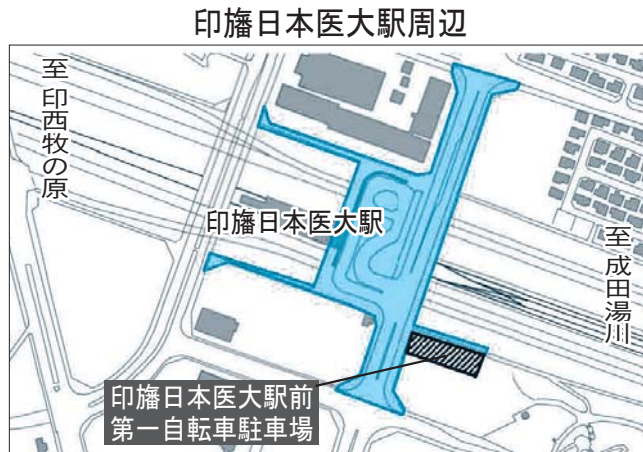 印旛日本医大駅周辺
至 印西牧の原
印旛日本医大駅
至 成田湯川
印旛日本医大駅前
第一自転車駐車場